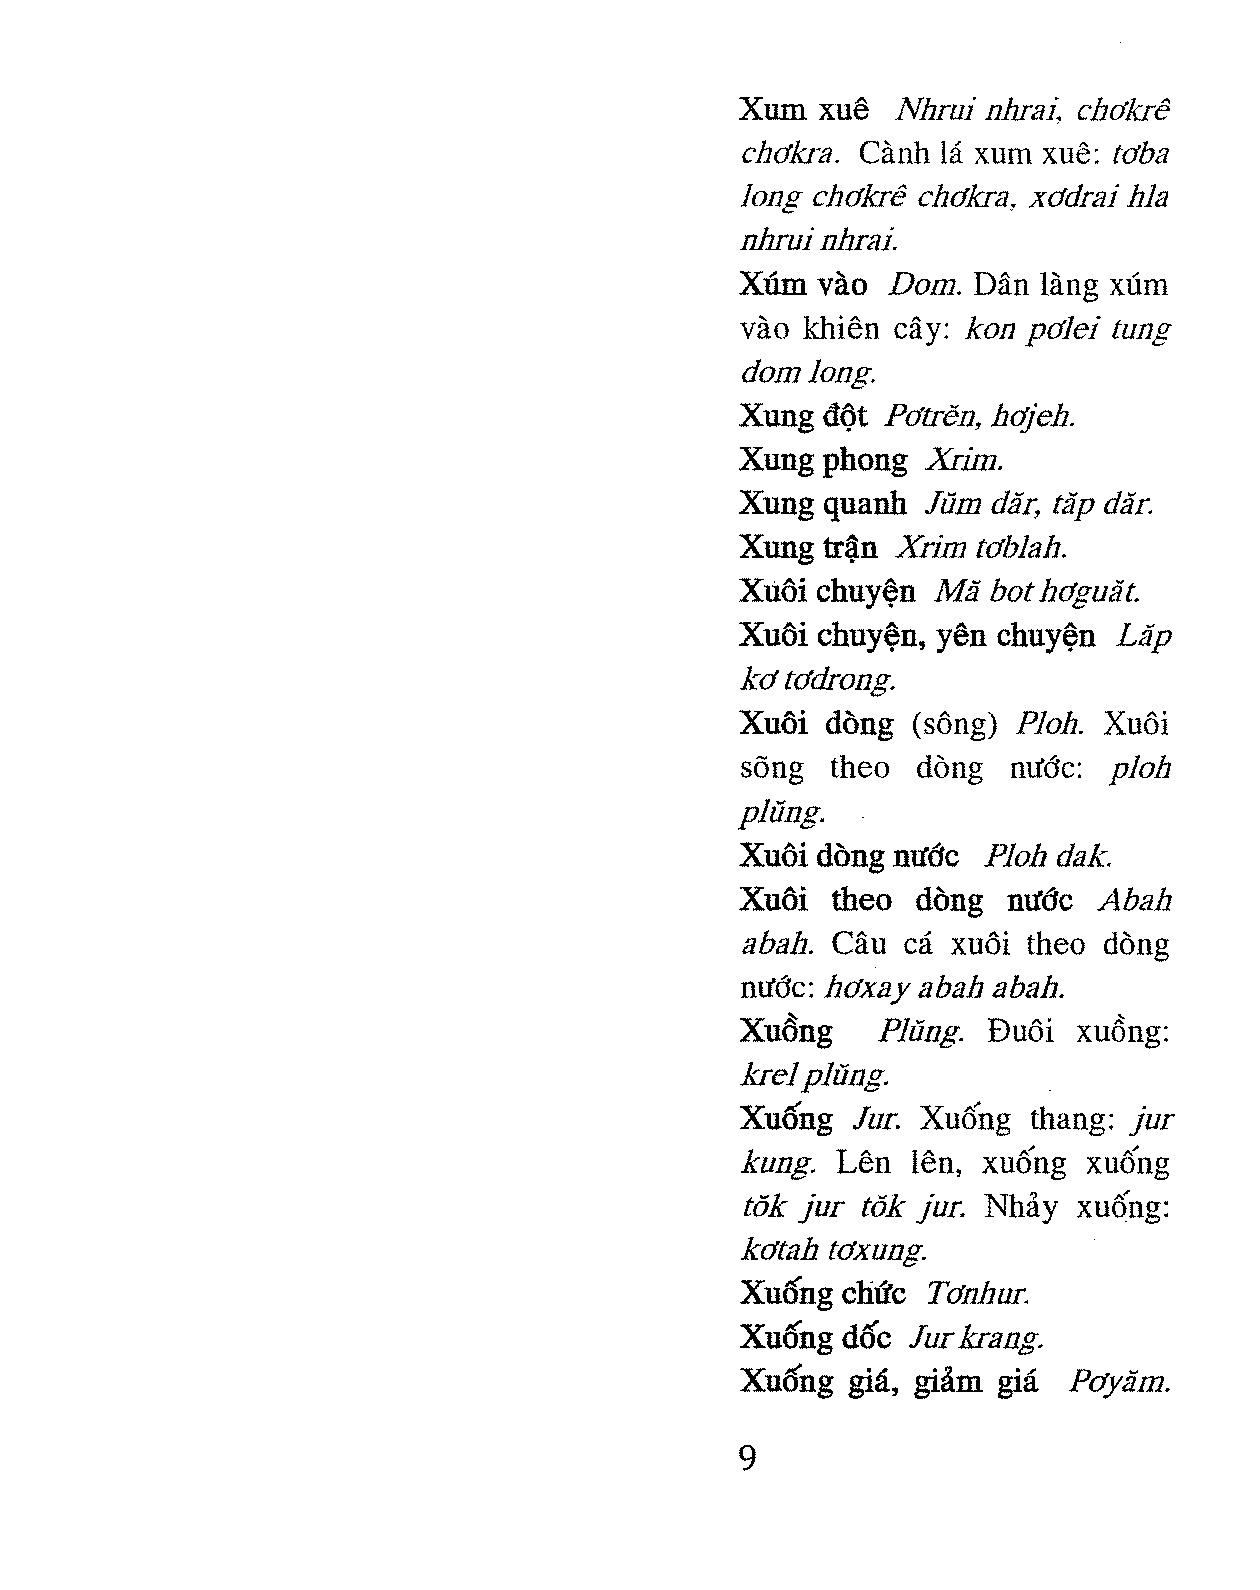 Xum xuê Nhrui nhrai, chơkrê
chơkra. Cành lá xum xuê: tơba
long chơkrê chơkra, xơdrai hla
nhrui nhrai.
Xúm vào Dom. Dân làng xúm
vào khiên cây: kon pơlei tung
dom long.
Xung đột Pơtrĕn, hơjeh.
Xung phong Xrim.
Xung quanh Jŭm dăr, tăp dăr.
Xung trận Xrim tơblah.
Xuôi chuyện Mă bot hơguăt.
Xuôi chuyện, yên chuyện Lăp
kơ tơdrong.
Xuôi dòng (sông) Ploh. Xuôi
sõng theo dòng nước: ploh
plŭng.
Xuôi dòng nước Ploh dak.
Xuôi theo dòng nước Abah
abah. Câu cá xuôi theo dòng
nước: hơxay abah abah.
Xuồng Plŭng. Đuôi xuồng:
krel plŭng.
Xuống Jur. Xuống thang: jur
kung. Lên lên, xuống xuống
tŏk jur tŏk jur. Nhảy xuống:
kơtah tơxung.
Xuống chức Tơnhur.
Xuống dốc Jur krang.
Xuống giá, giảm giá Pơyăm.
9